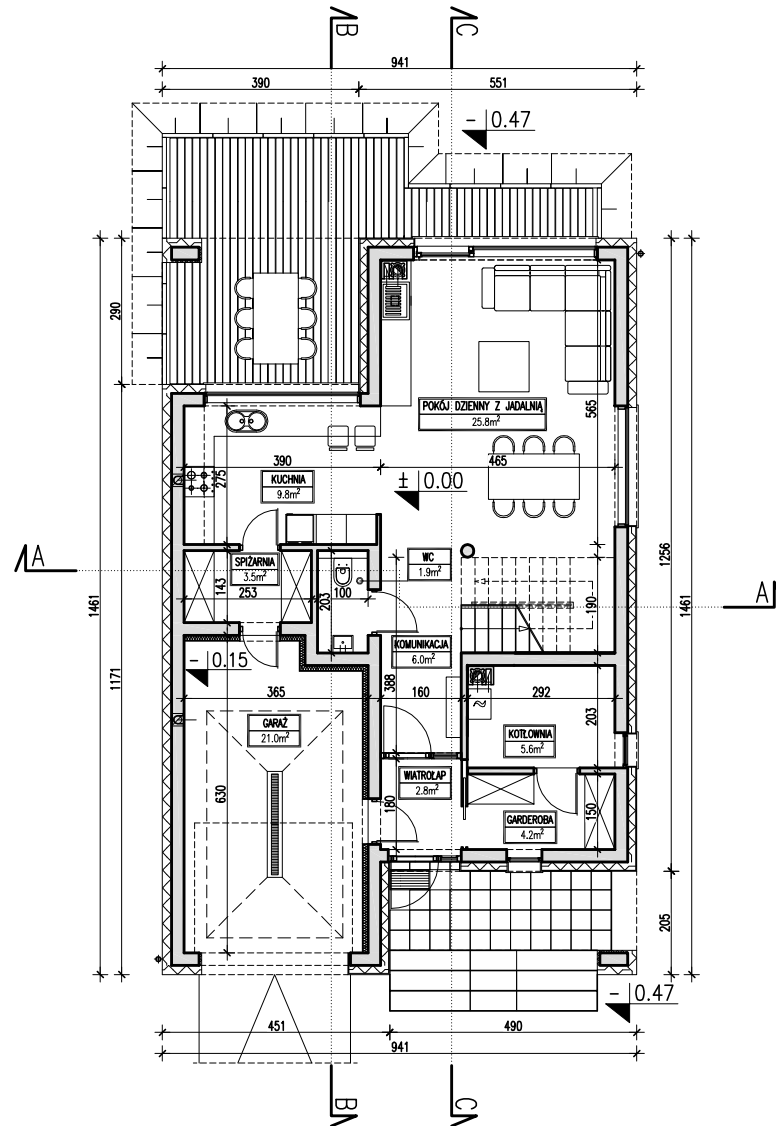 B
C
941
390
551
- 0.47
290
POKÓJ DZIENNY Z JADALNIĄ
25.8m²
565
275
390
465
KUCHNIA
9.8m²
± 0.00
A
WC
1.9m²
SPIŻARNIA
3.5m²
143
253
203
100
190
A
1461
1171
1256
1461
- 0.15
KOMUNIKACJA
6.0m²
388
365
160
292
203
GARAŻ
21.0m²
KOTŁOWNIA
5.6m²
630
WIATROŁAP
2.8m²
180
GARDEROBA
4.2m²
150
205
- 0.47
451
490
941
B
C